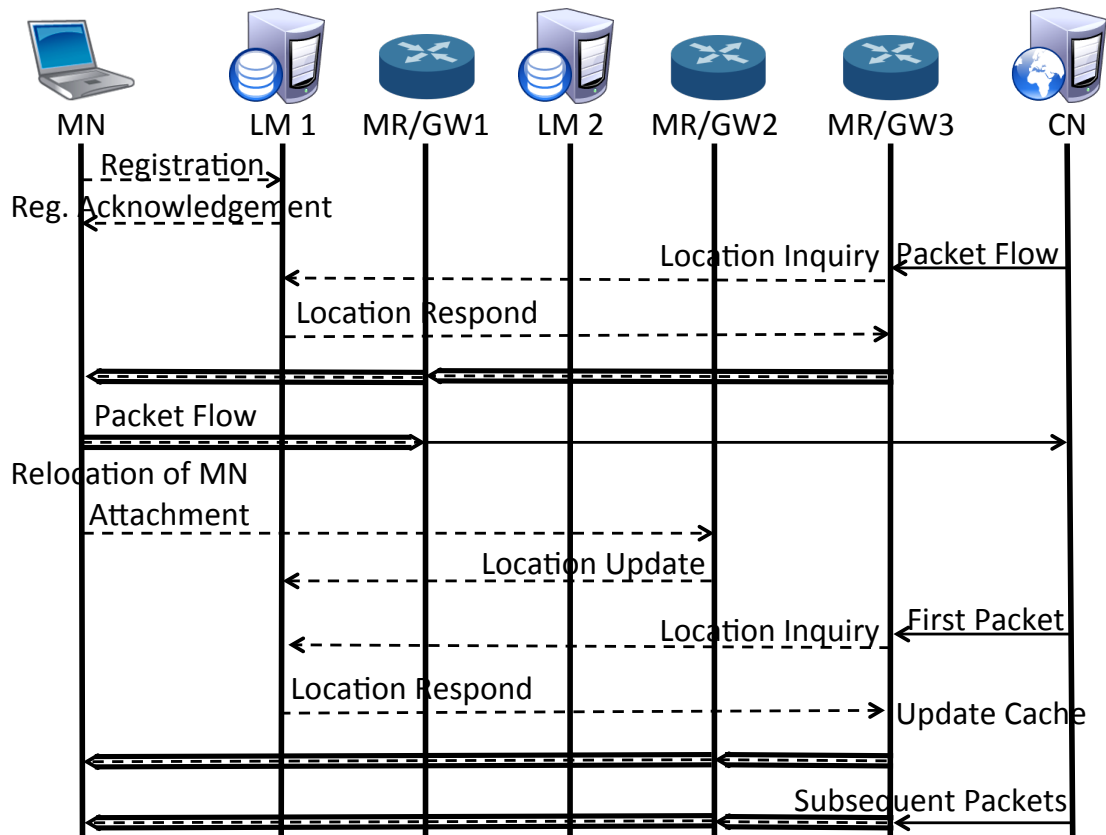 MN
LM 1
MR/GW1
LM 2
MR/GW2
MR/GW3
CN
Registration
Reg. Acknowledgement
Location Inquiry
Packet Flow
Location Respond
Packet Flow
Relocation of MN
Attachment
Location Update
First Packet
Location Inquiry
Location Respond
Update Cache
Subsequent Packets